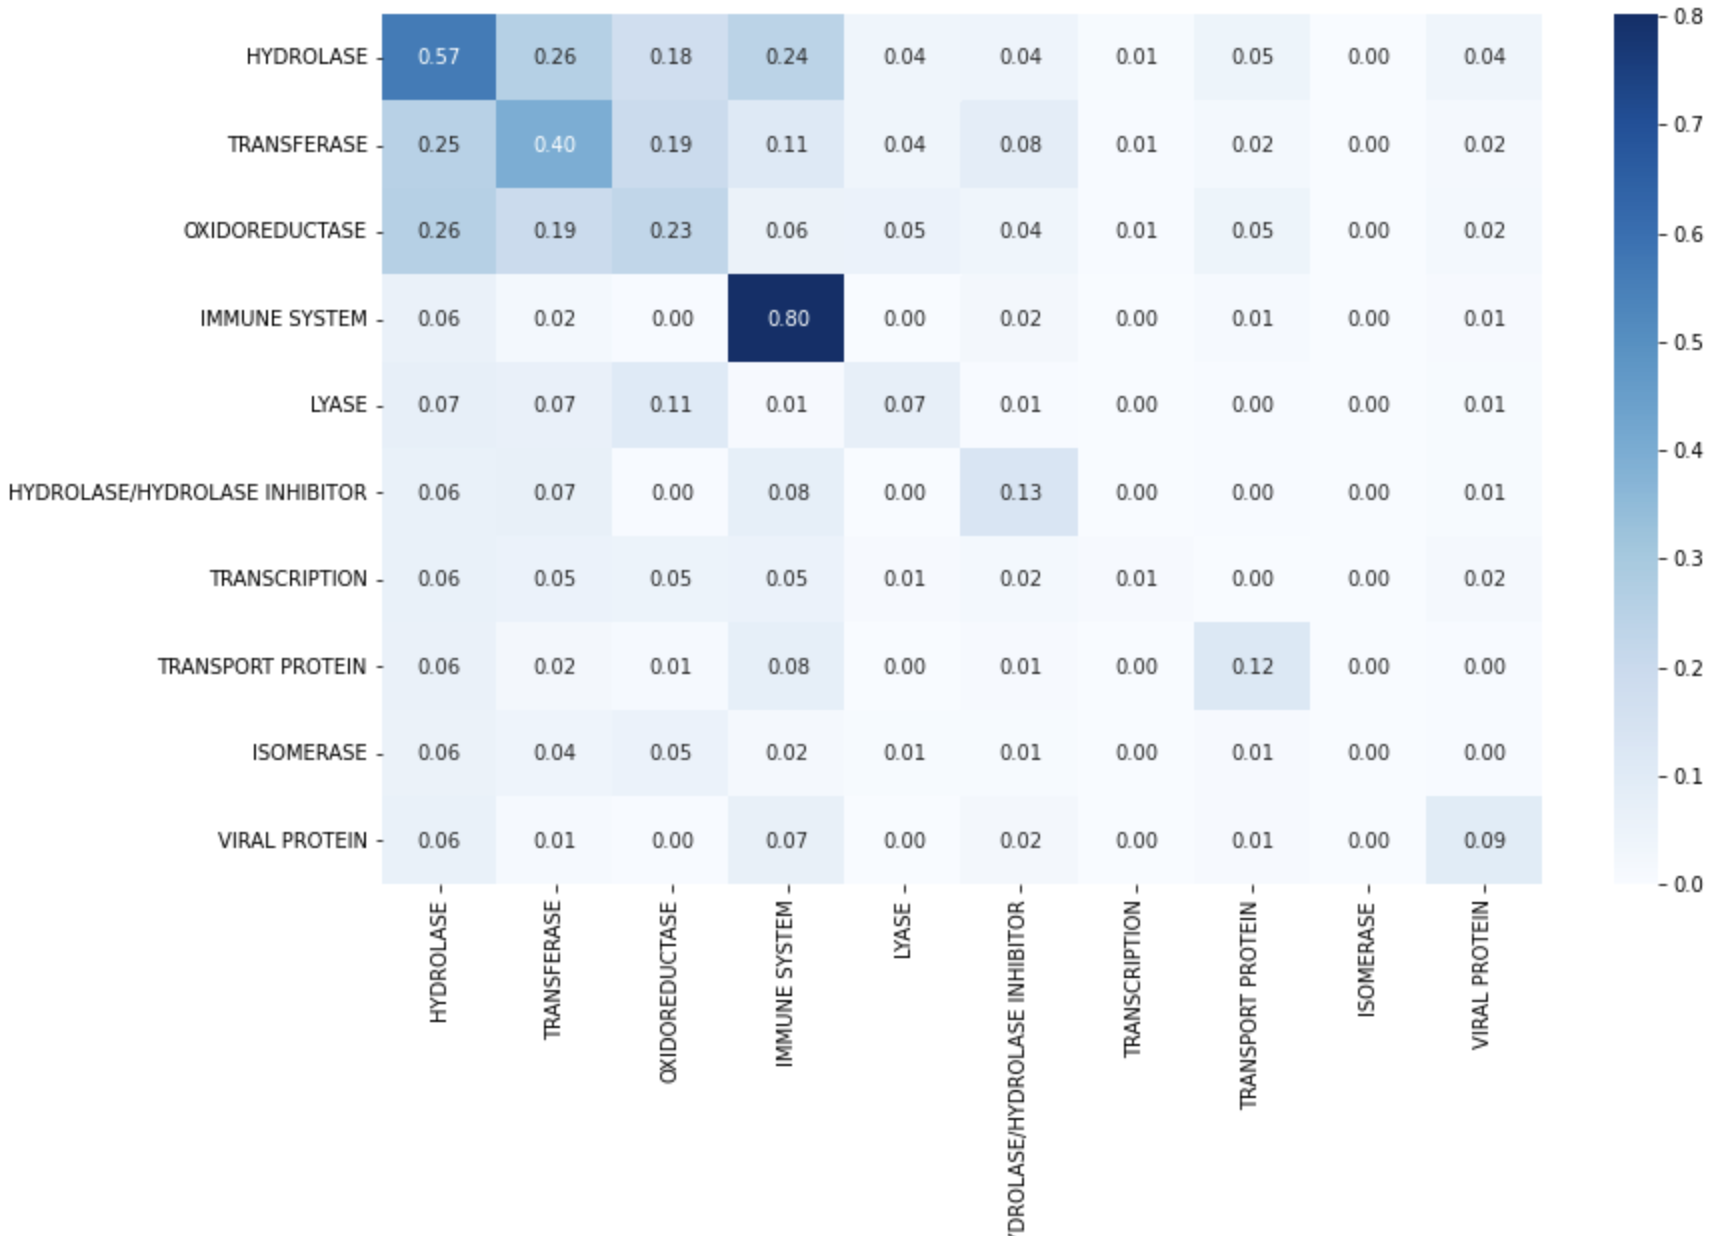 HYDROLASE 0.57 0.26 0.18 0.24 0.04 0.04 0.01 0.05 0.00 0.04
TRANSFERASE 0.25 0.40 0.19 0.11 0.04 0.08 0.01 0.02 0.00 0.02
OXIDOREDUCTASE 0.26 0.19 0.23 0.06 0.05 0.04 0.01 0.05 0.00 0.02
IMMUNE SYSTEM 0.06 0.02 0.00 0.80 0.00 0.02 0.00 0.01 0.00 0.01
LYASE 0.07 0.07 0.11 0.01 0.07 0.01 0.00 0.00 0.00 0.01
HYDROLASE/HYDROLASE INHIBITOR 0.06 0.07 0.00 0.08 0.00 0.13 0.00 0.00 0.00 0.01
TRANSCRIPTION 0.06 0.05 0.05 0.05 0.01 0.02 0.01 0.00 0.00 0.02
TRANSPORT PROTEIN 0.06 0.02 0.01 0.08 0.00 0.01 0.00 0.12 0.00 0.00
ISOMERASE 0.06 0.04 0.05 0.02 0.01 0.01 0.00 0.01 0.00 0.00
VIRAL PROTEIN 0.06 0.01 0.00 0.07 0.00 0.02 0.00 0.01 0.00 0.09
HYDROLASE
TRANSFERASE
OXIDOREDUCTASE
IMMUNE SYSTEM
LYASE
YDROLASE/HYDROLASE INHIBITOR
TRANSCRIPTION
TRANSPORT PROTEIN
ISOMERASE
VIRAL PROTEIN
0.8
0.7
0.6
0.5
0.4
0.3
0.2
0.1
0.0